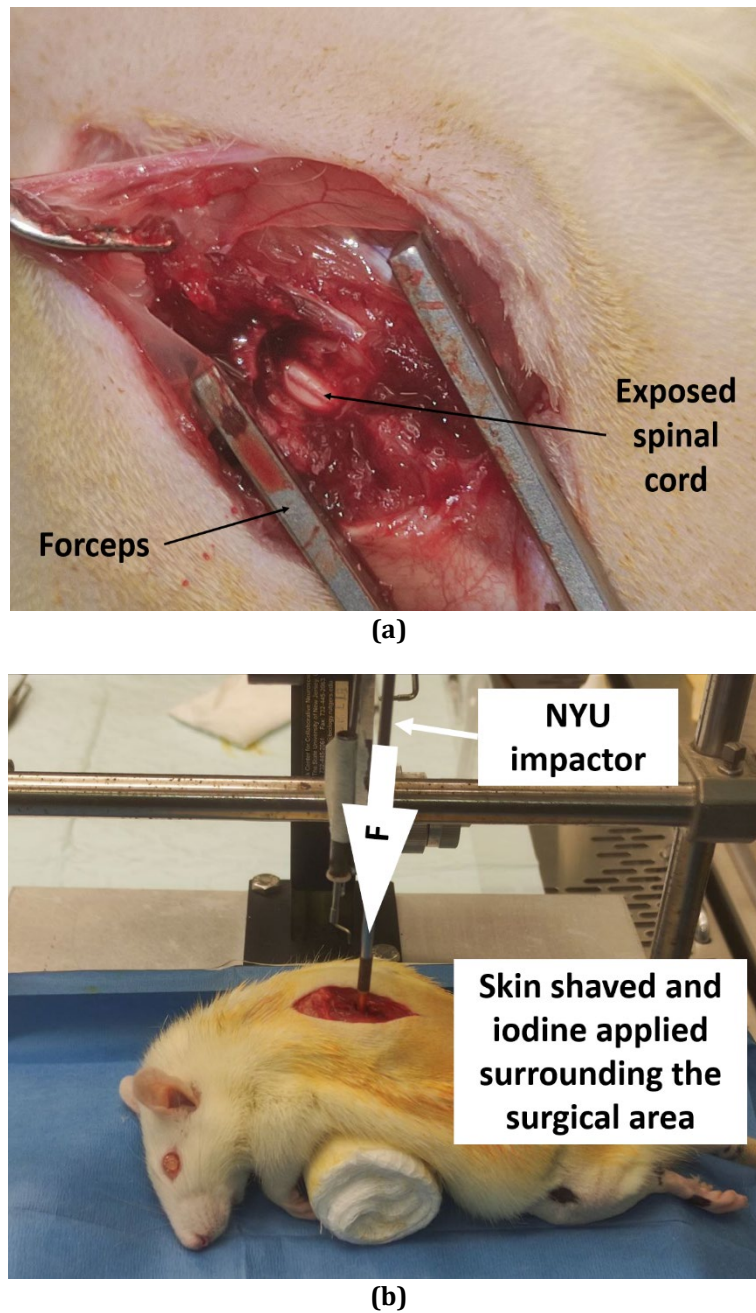 Exposed
spinal
cord
Forceps
(a)
NYU
impactor
F
Skin shaved and
iodine applied
surrounding the
surgical area
(b)